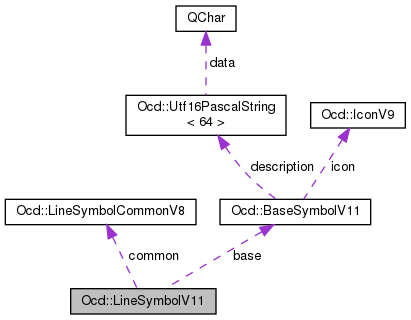 QChar
data
Ocd::Utf16PascalString
< 64 >
Ocd::IconV9
description
icon
Ocd::LineSymbolCommonV8
Ocd::BaseSymbolV11
common
base
Ocd::LineSymbolV11